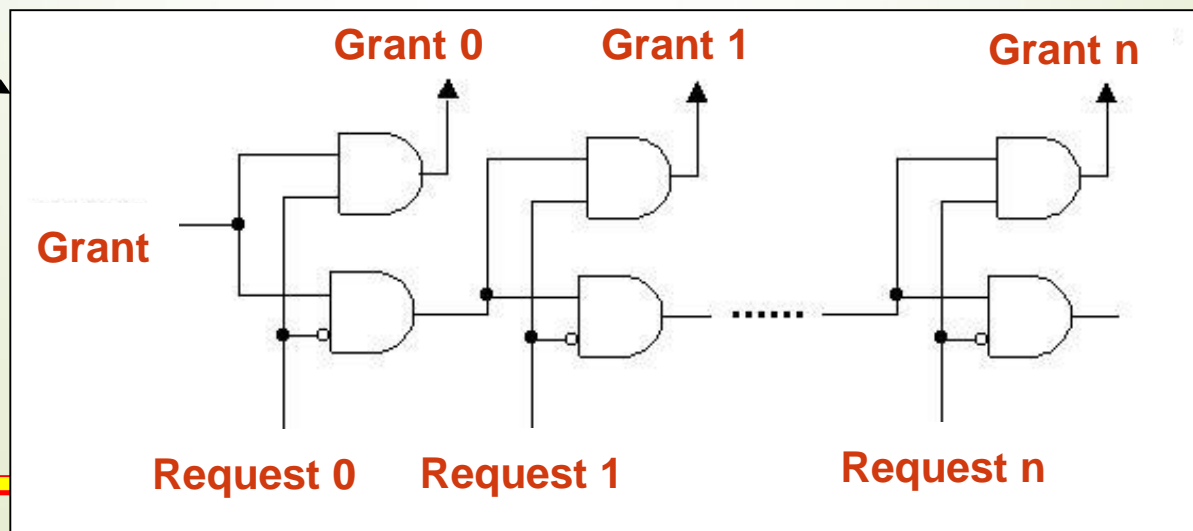 Grant 0
Grant 1
Grant n
Grant
Request 0
Request 1
Request n